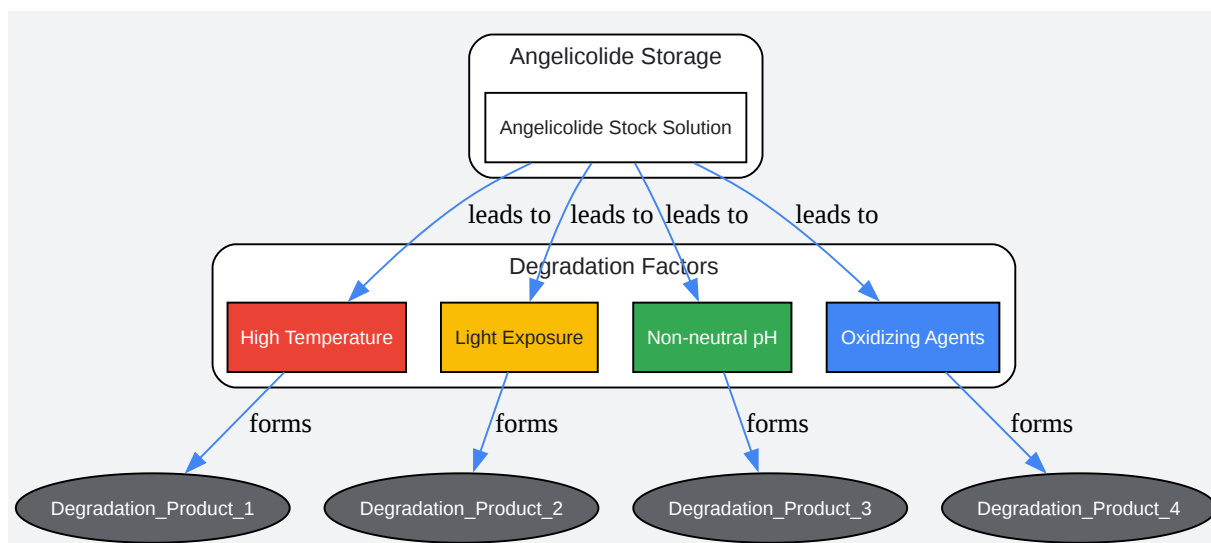 Angelicolide Storage
Angelicolide Stock Solution
leads to leads to leads to leads to
Degradation Factors
High Temperature Light Exposure Non-neutral pH Oxidizing Agents
forms forms forms forms
Degradation_Product_1 Degradation_Product_2 Degradation_Product_3 Degradation_Product_4